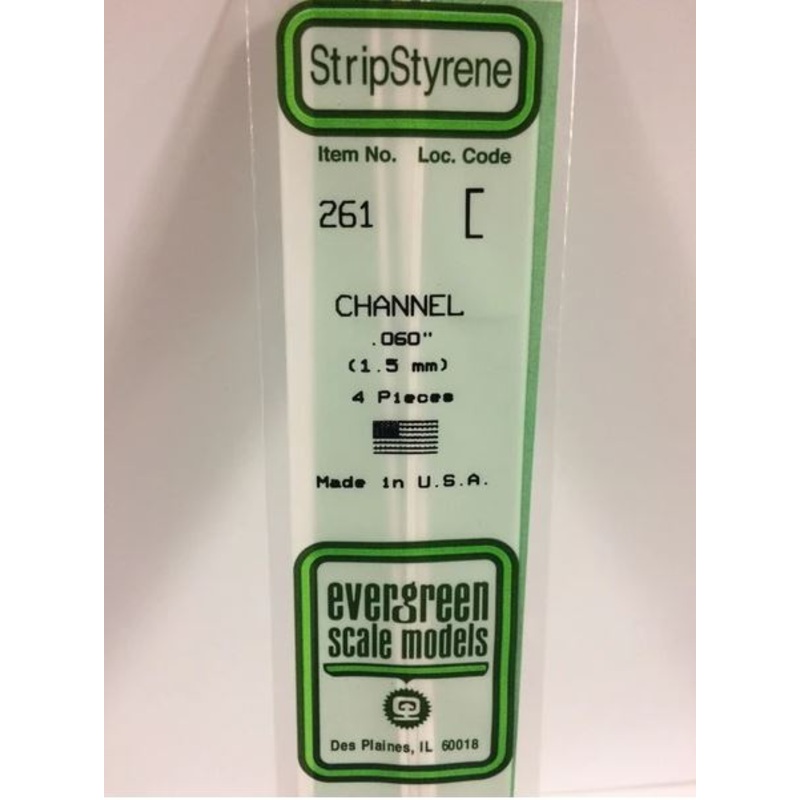 StripStyrene
Item No. Loc. Code
261 [
CHANNEL
.060"
(1.5 mm)
4 Pieces
Made in U.S.A.
evergreen
scale models
Des Plaines, IL 60018